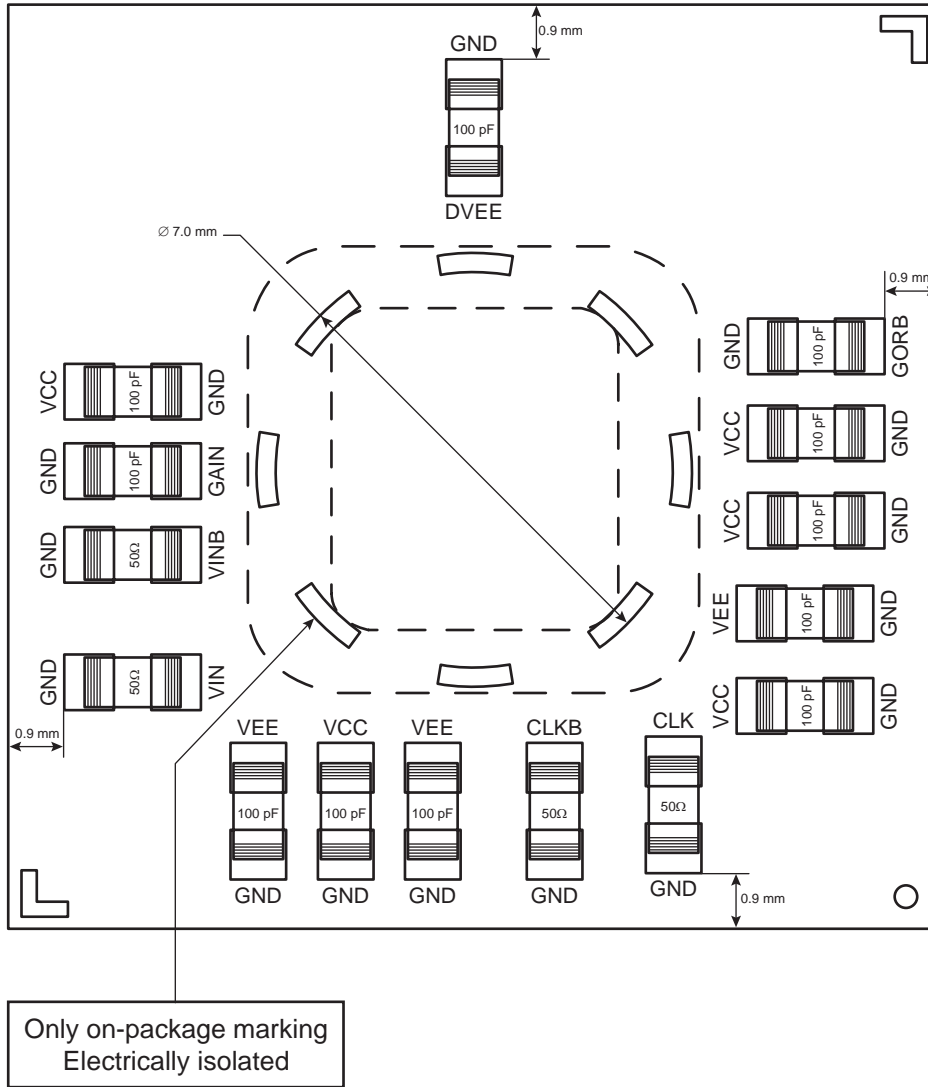 0.9 mm
GND
100 pF
DVEE
∅ 7.0 mm
0.9 mm
GND
100 pF
GORB
VCC
100 pF
GND
VCC
100 pF
GND
GND
100 pF
GAIN
GND
50Ω
VINB
VCC
100 pF
GND
VEE
100 pF
GND
GND
50Ω
VIN
VCC
100 pF
GND
0.9 mm
VEE
VCC
VEE
CLKB
CLK
100 pF
100 pF
100 pF
50Ω
50Ω
GND
GND
GND
GND
GND
0.9 mm
Only on-package marking
Electrically isolated